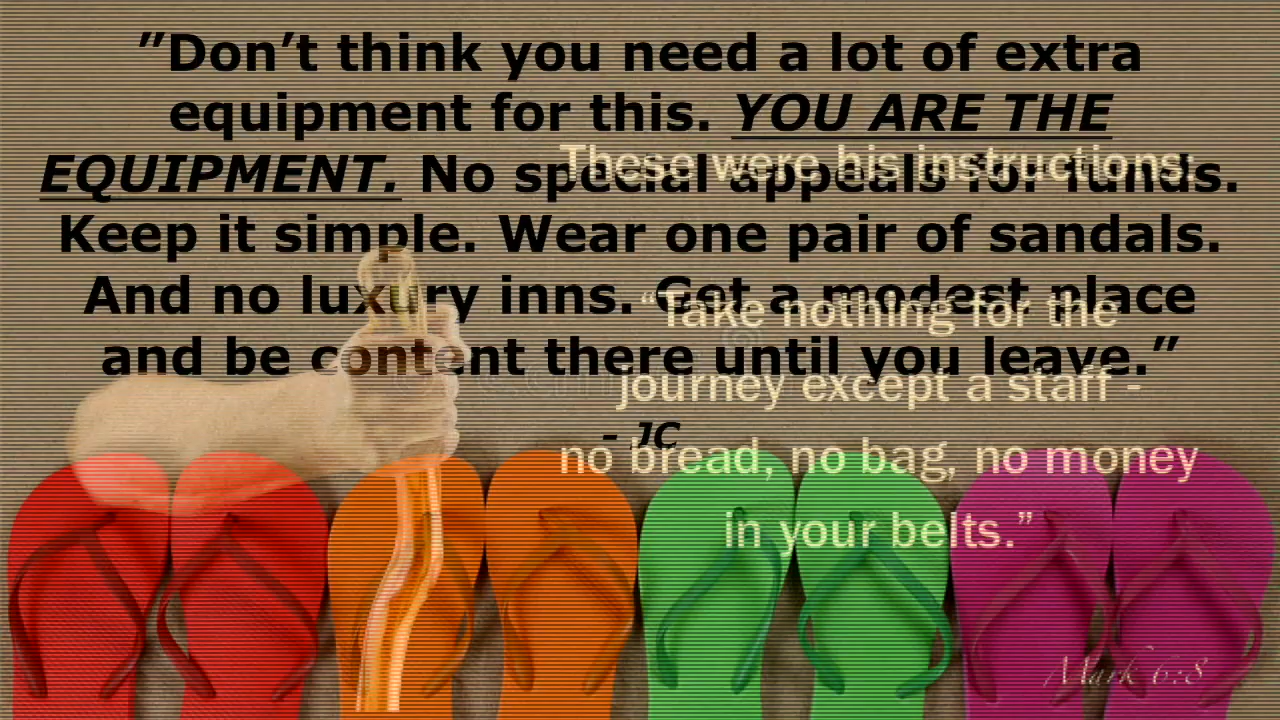 ”Don’t think you need a lot of extra
equipment for this. YOU ARE THE
EQUIPMENT. No special appeals for funds.
Keep it simple. Wear one pair of sandals.
And no luxury inns. Get a modest place
and be content there until you leave.”
- JC
These were his instructions:
“Take nothing for the
journey except a staff -
no bread, no bag, no money
in your belts.”
Mark 6:8